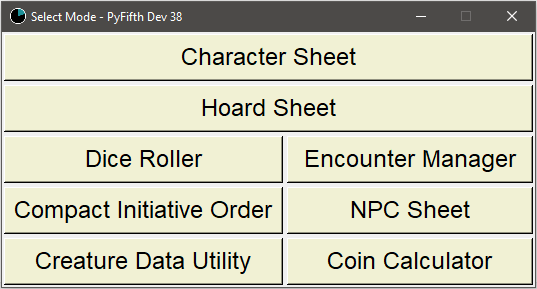 Select Mode - PyFifth Dev 38
Character Sheet
Hoard Sheet
Dice Roller Encounter Manager
Compact Initiative Order NPC Sheet
Creature Data Utility Coin Calculator